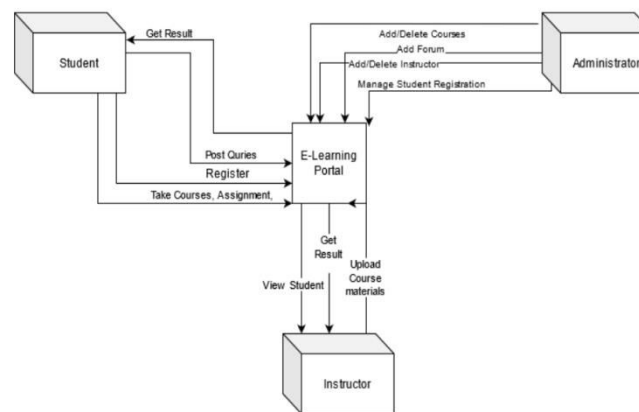 Get Result
Add/Delete Courses
Student
Add Forum
Administrator
Add/Delete Instructor
Manage Student Registration
Post Quries
E-Learning
Portal
Register
Take Courses, Assignment,
Get
Result
View Student
Upload
Course
materials
Instructor